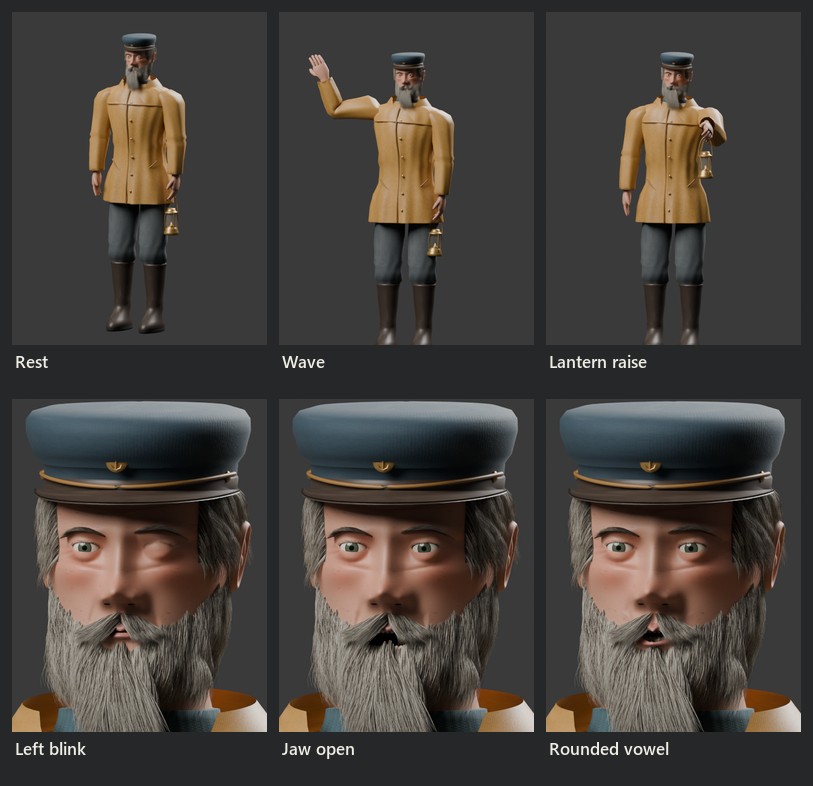 Rest
Wave
Lantern raise
Left blink
Jaw open
Rounded vowel